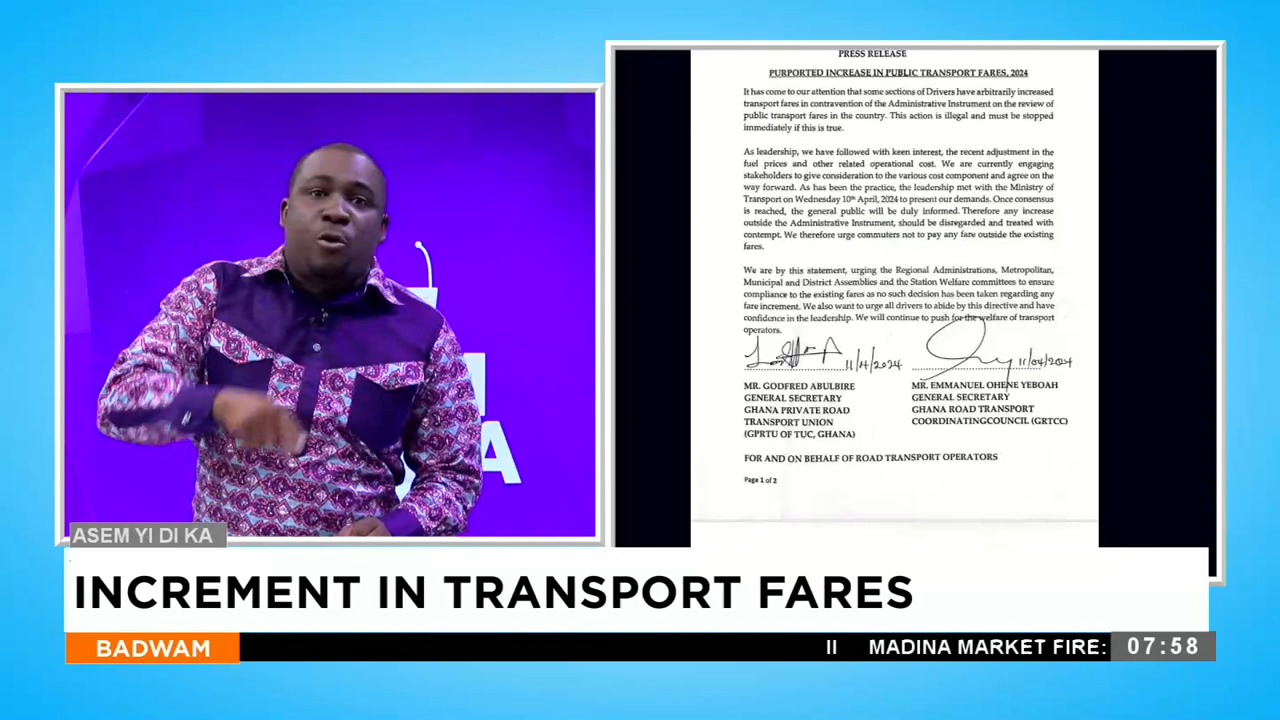 PRESS RELEASE
PURPORTED INCREASE IN PUBLIC TRANSPORT FARES, 2024
It has come to our attention that some sections of Drivers have arbitrarily increased
transport fares in contravention of the Administrative Instrument on the review of
public transport fares in the country. This action is illegal and must be stopped
immediately if this is true.
As leadership, we have followed with keen interest, the recent adjustment in the
fuel prices and other related operational cost. We are currently engaging
stakeholders to give consideration to the various cost component and agree on the
way forward. As has been the practice, the leadership met with the Ministry of
Transport on Wednesday 10th April, 2024 to present our demands. Once consensus
is reached, the general public will be duly informed. Therefore any increase
outside the Administrative Instrument, should be disregarded and treated with
contempt. We therefore urge commuters not to pay any fare outside the existing
fares.
We are by this statement, urging the Regional Administrations, Metropolitan,
Municipal and District Assemblies and the Station Welfare committees to ensure
compliance to the existing fares as no such decision has been taken regarding any
fare increment. We also want to urge all drivers to abide by this directive and have
confidence in the leadership. We will continue to push for the welfare of transport
operators.
11/4/2024
11/04/2024
MR. GODFRED ABULBIRE
GENERAL SECRETARY
GHANA PRIVATE ROAD
TRANSPORT UNION
(GPRTU OF TUC, GHANA)
MR. EMMANUEL OHENE YEBOAH
GENERAL SECRETARY
GHANA ROAD TRANSPORT
COORDINATINGCOUNCIL (GRTCC)
FOR AND ON BEHALF OF ROAD TRANSPORT OPERATORS
Page 1 of 2
ASEM YI DI KA
INCREMENT IN TRANSPORT FARES
BADWAM
II MADINA MARKET FIRE:
07:58